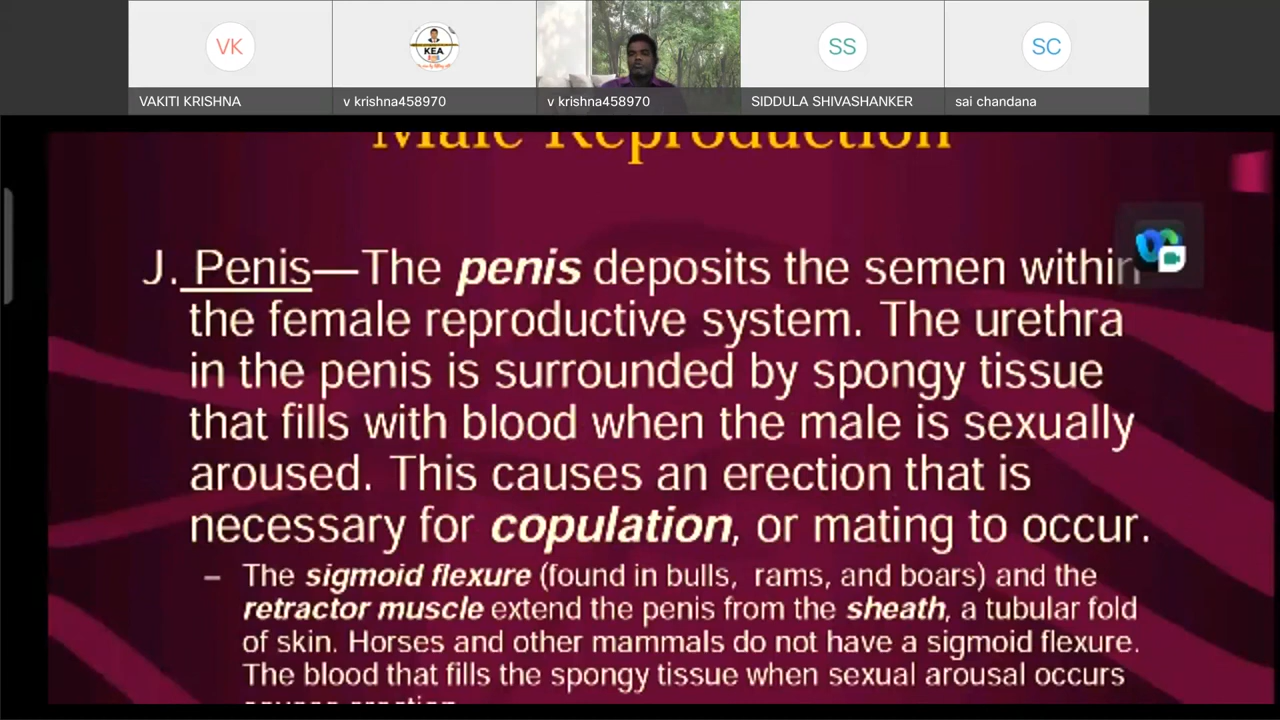 VK
KEA
SS
SC
VAKITI KRISHNA
v krishna458970
v krishna458970
SIDDULA SHIVASHANKER
sai chandana
Male Reproduction
J. Penis—The penis deposits the semen within
the female reproductive system. The urethra
in the penis is surrounded by spongy tissue
that fills with blood when the male is sexually
aroused. This causes an erection that is
necessary for copulation, or mating to occur.
– The sigmoid flexure (found in bulls, rams, and boars) and the
retractor muscle extend the penis from the sheath, a tubular fold
of skin. Horses and other mammals do not have a sigmoid flexure.
The blood that fills the spongy tissue when sexual arousal occurs